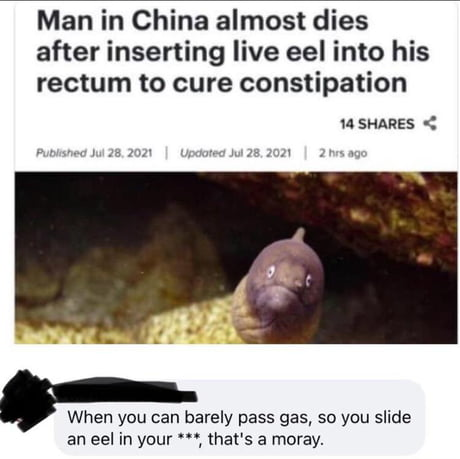 Man in China almost dies
after inserting live eel into his
rectum to cure constipation
14 SHARES
Published Jul 28, 2021 | Updated Jul 28, 2021 | 2 hrs ago
When you can barely pass gas, so you slide
an eel in your ***, that's a moray.